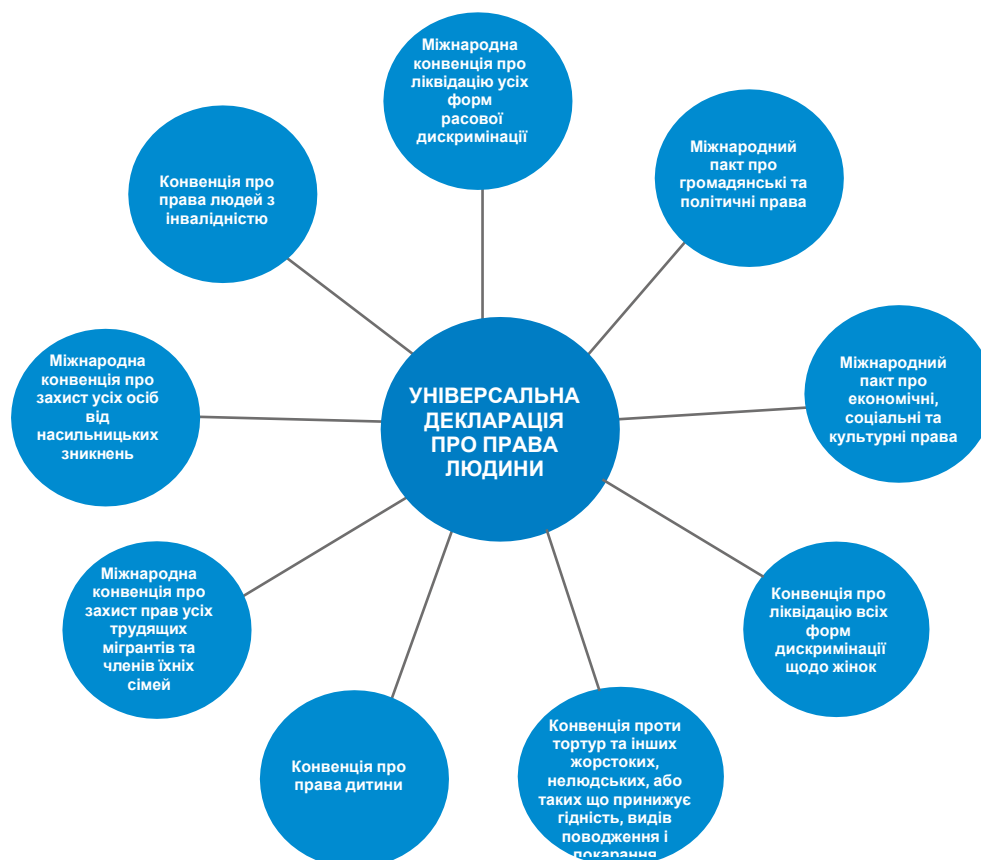 Міжнародна
конвенція про
ліквідацію усіх
форм
расової
дискримінації
Міжнародний
пакт про
громадянські та
політичні права
Конвенція про
права людей з
інвалідністю
Міжнародна
конвенція про
захист усіх осіб
від
насильницьких
зникнень
УНІВЕРСАЛЬНА
ДЕКЛАРАЦІЯ
ПРО ПРАВА
ЛЮДИНИ
Міжнародний
пакт про
економічні,
соціальні та
культурні права
Міжнародна
конвенція про
захист прав усіх
трудящих
мігрантів та
членів їхніх
сімей
Конвенція про
ліквідацію всіх
форм
дискримінації
щодо жінок
Конвенція про
права дитини
Конвенція проти
тортур та інших
жорстоких,
нелюдських, або
таких що принижує
гідність, видів
поводження і
покарання